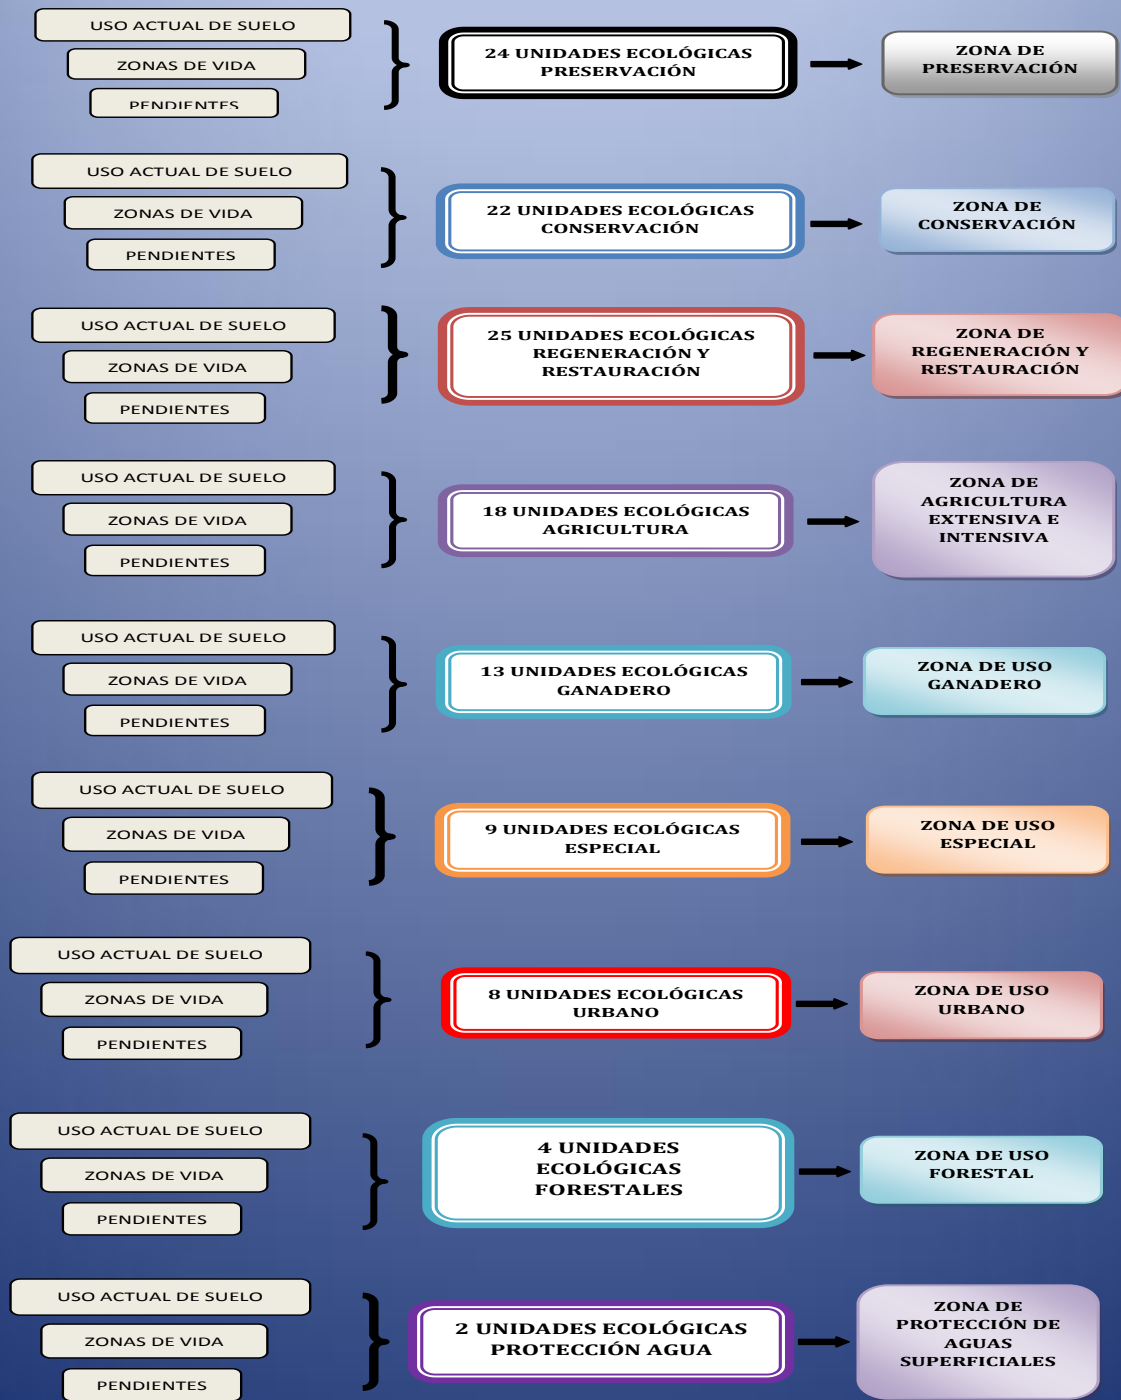 USO ACTUAL DE SUELO
ZONAS DE VIDA
PENDIENTES
24 UNIDADES ECOLÓGICAS
PRESERVACIÓN
ZONA DE
PRESERVACIÓN
USO ACTUAL DE SUELO
ZONAS DE VIDA
PENDIENTES
22 UNIDADES ECOLÓGICAS
CONSERVACIÓN
ZONA DE
CONSERVACIÓN
USO ACTUAL DE SUELO
ZONAS DE VIDA
PENDIENTES
25 UNIDADES ECOLÓGICAS
REGENERACIÓN Y
RESTAURACIÓN
ZONA DE
REGENERACIÓN Y
RESTAURACIÓN
USO ACTUAL DE SUELO
ZONAS DE VIDA
PENDIENTES
18 UNIDADES ECOLÓGICAS
AGRICULTURA
ZONA DE
AGRICULTURA
EXTENSIVA E
INTENSIVA
USO ACTUAL DE SUELO
ZONAS DE VIDA
PENDIENTES
13 UNIDADES ECOLÓGICAS
GANADERO
ZONA DE USO
GANADERO
USO ACTUAL DE SUELO
ZONAS DE VIDA
PENDIENTES
9 UNIDADES ECOLÓGICAS
ESPECIAL
ZONA DE USO
ESPECIAL
USO ACTUAL DE SUELO
ZONAS DE VIDA
PENDIENTES
8 UNIDADES ECOLÓGICAS
URBANO
ZONA DE USO
URBANO
USO ACTUAL DE SUELO
ZONAS DE VIDA
PENDIENTES
4 UNIDADES
ECOLÓGICAS
FORESTALES
ZONA DE USO
FORESTAL
USO ACTUAL DE SUELO
ZONAS DE VIDA
PENDIENTES
2 UNIDADES ECOLÓGICAS
PROTECCIÓN AGUA
ZONA DE
PROTECCIÓN DE
AGUAS
SUPERFICIALES